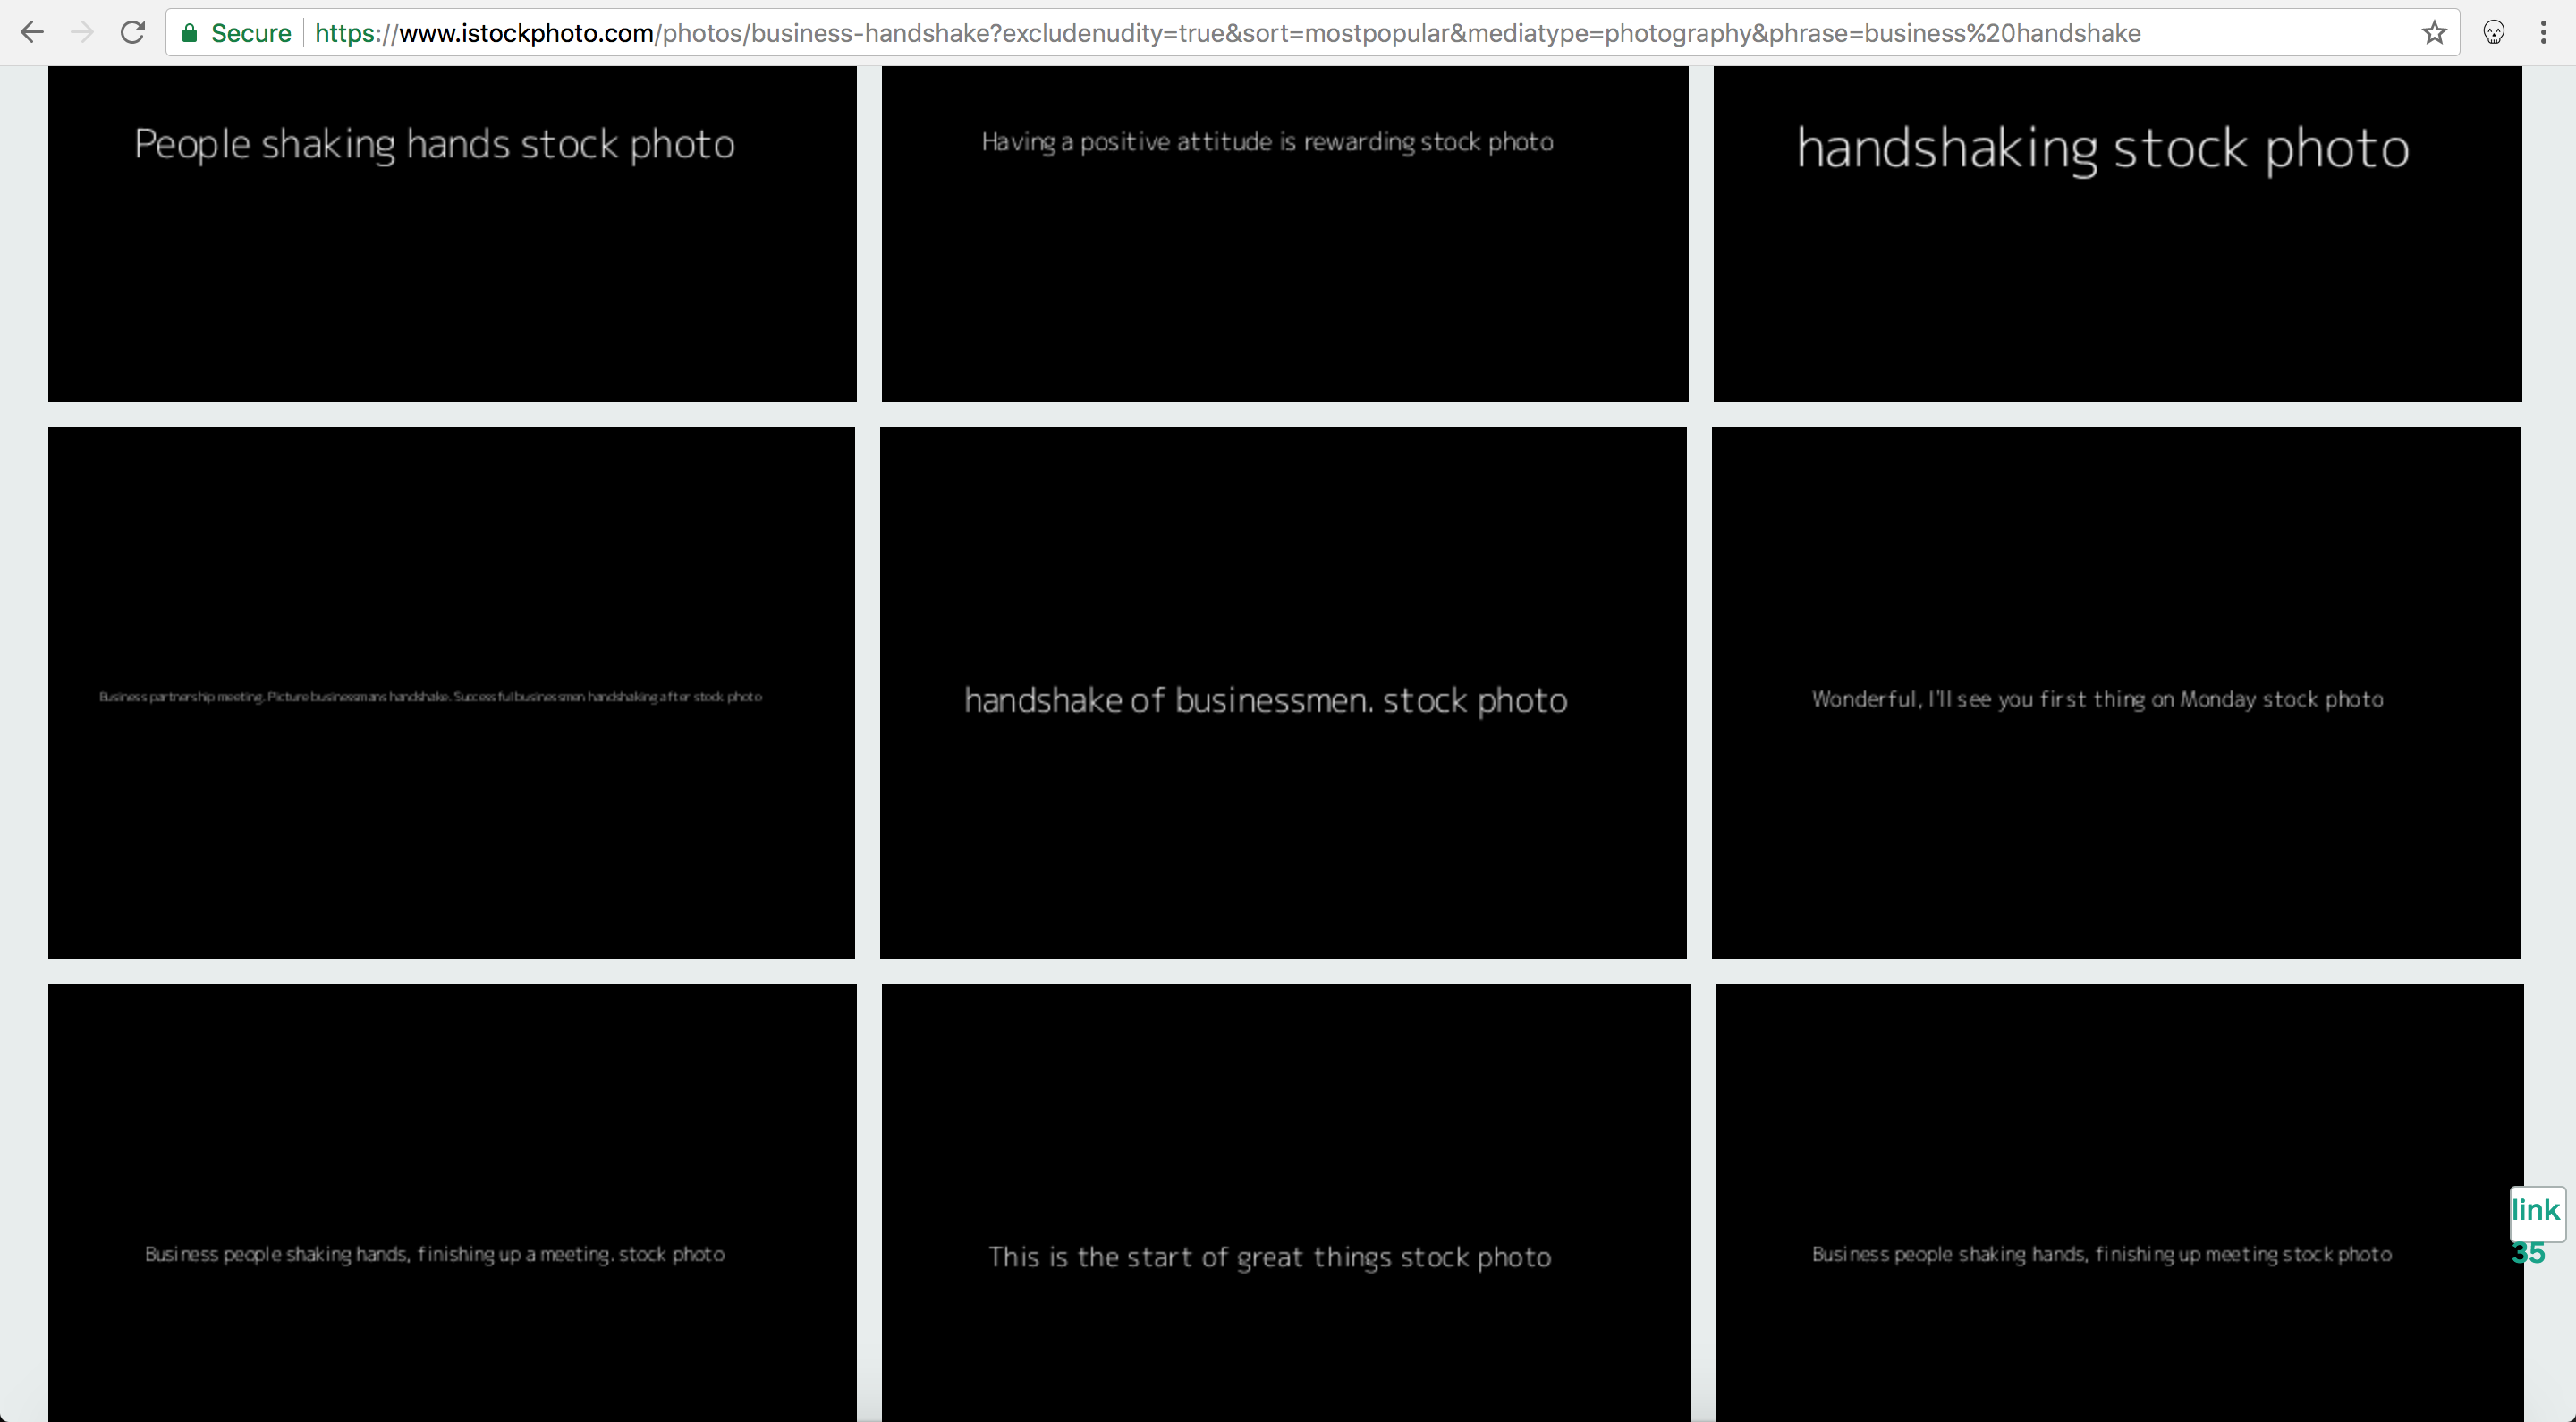 Secure https://www.istockphoto.com/photos/business-handshake?excludenudity=true&sort=mostpopular&mediatype=photography&phrase=business%20handshake
People shaking hands stock photo
Having a positive attitude is rewarding stock photo
handshaking stock photo
Business partnership meeting. Picture businessmans handshake. Successful businessmen handshaking after stock photo
handshake of businessmen. stock photo
Wonderful, I'll see you first thing on Monday stock photo
Business people shaking hands, finishing up a meeting. stock photo
This is the start of great things stock photo
Business people shaking hands, finishing up meeting stock photo
link
35